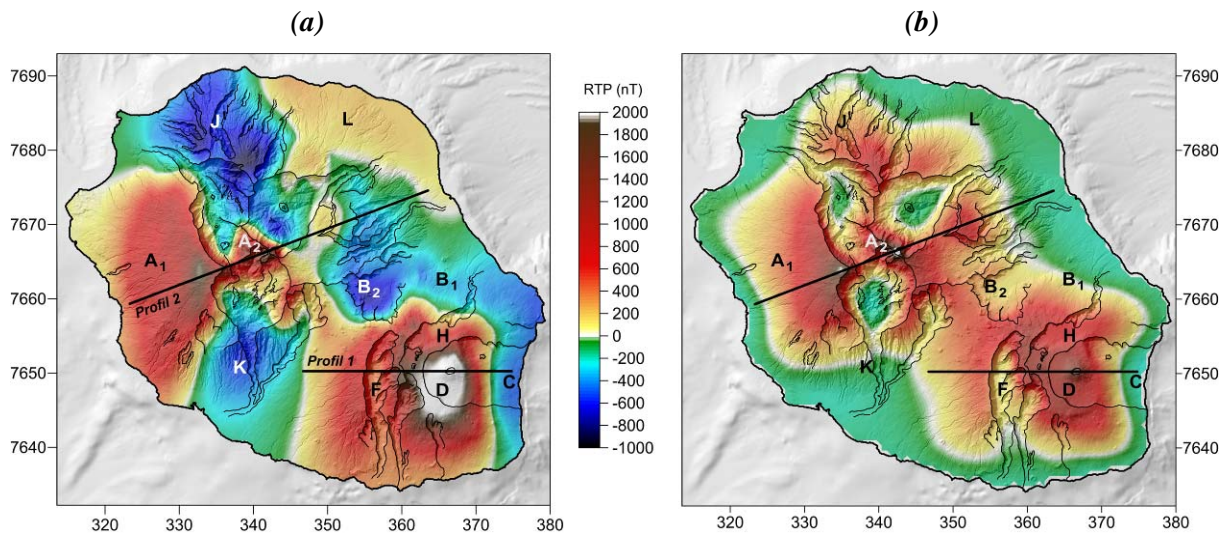 (a)
(b)
7690
7680
7670
7660
7650
7640
320 330 340 350 360 370 380
J
L
A1
A2
B1
B2
Profil 2
Profil 1
H
K
F
D
C
RTP (nT)
2000
1800
1600
1400
1200
1000
800
600
400
200
0
-200
-400
-600
-800
-1000
J
L
A1
A2
B1
B2
H
K
F
D
C
7690
7680
7670
7660
7650
7640
320 330 340 350 360 370 380